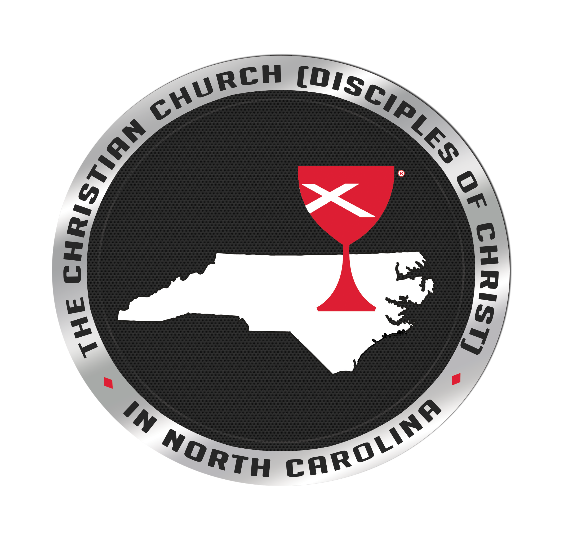 THE CHRISTIAN CHURCH (DISCIPLES OF CHRIST)
IN NORTH CAROLINA
®